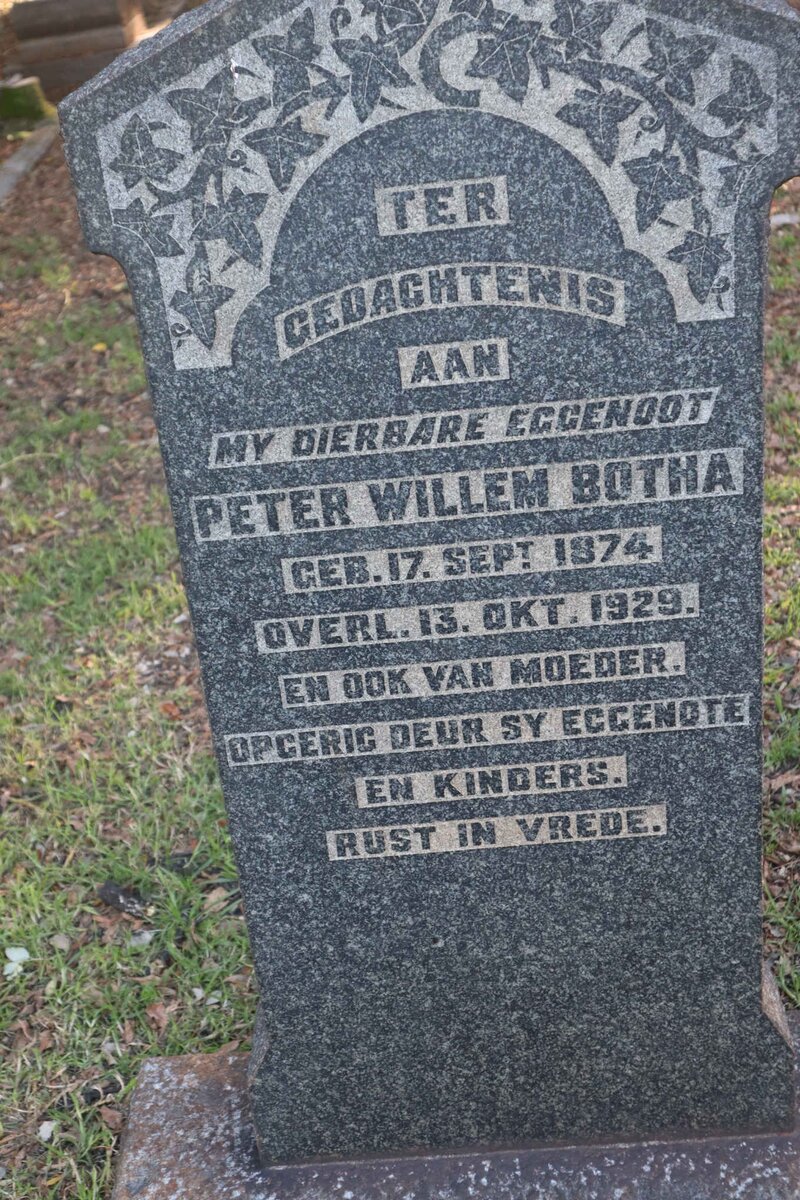 TER
GEDACHTENIS
AAN
MY DIERBARE EGGENOOT
PETER WILLEM BOTHA
GEB. 17. SEPT 1874
OVERL. 13. OKT. 1929.
EN OOK VAN MOEDER.
OPGERIG DEUR SY EGGENOTE
EN KINDERS.
RUST IN VREDE.